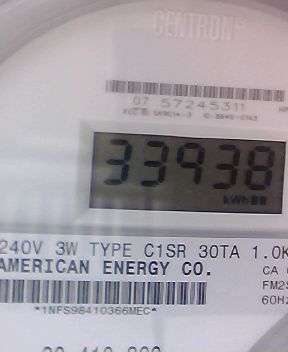 CENTRON®
07 57245311
33938
kWh
240V 3W TYPE C1SR 30TA 1.0K
AMERICAN ENERGY CO.
CA
FM2S
60Hz
*1NFS98410366MEC*